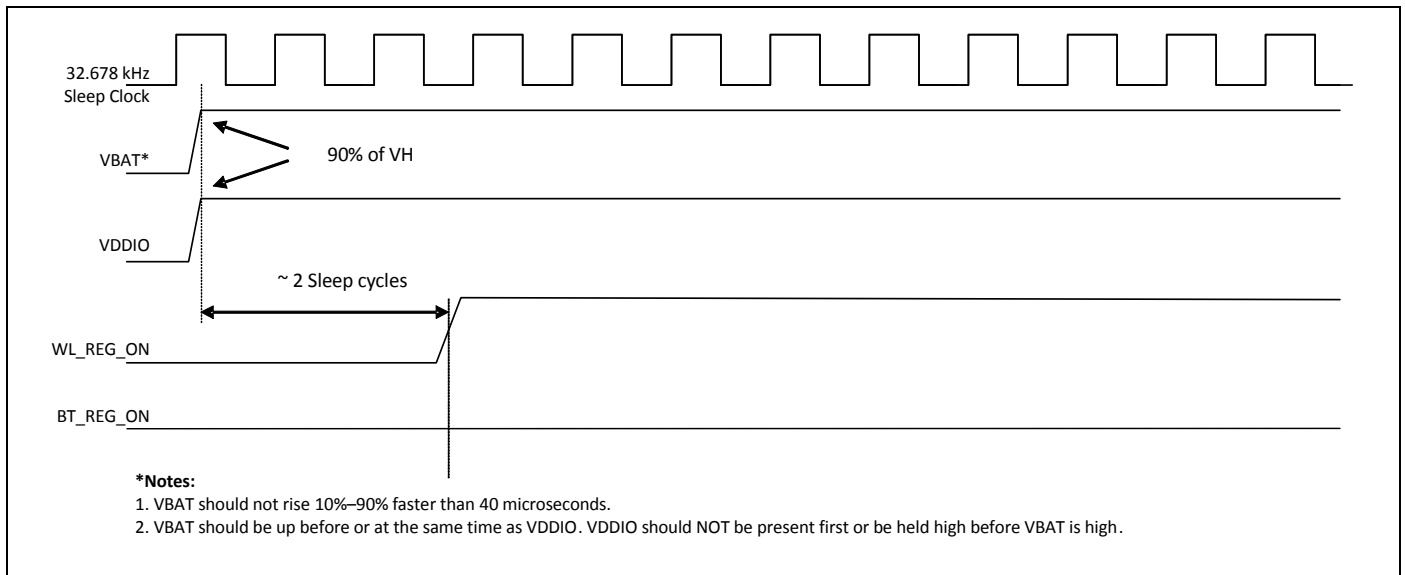 32.678 kHz
Sleep Clock
VBAT*
90% of VH
VDDIO
~ 2 Sleep cycles
WL_REG_ON
BT_REG_ON
*Notes:
1. VBAT should not rise 10%–90% faster than 40 microseconds.
2. VBAT should be up before or at the same time as VDDIO. VDDIO should NOT be present first or be held high before VBAT is high.